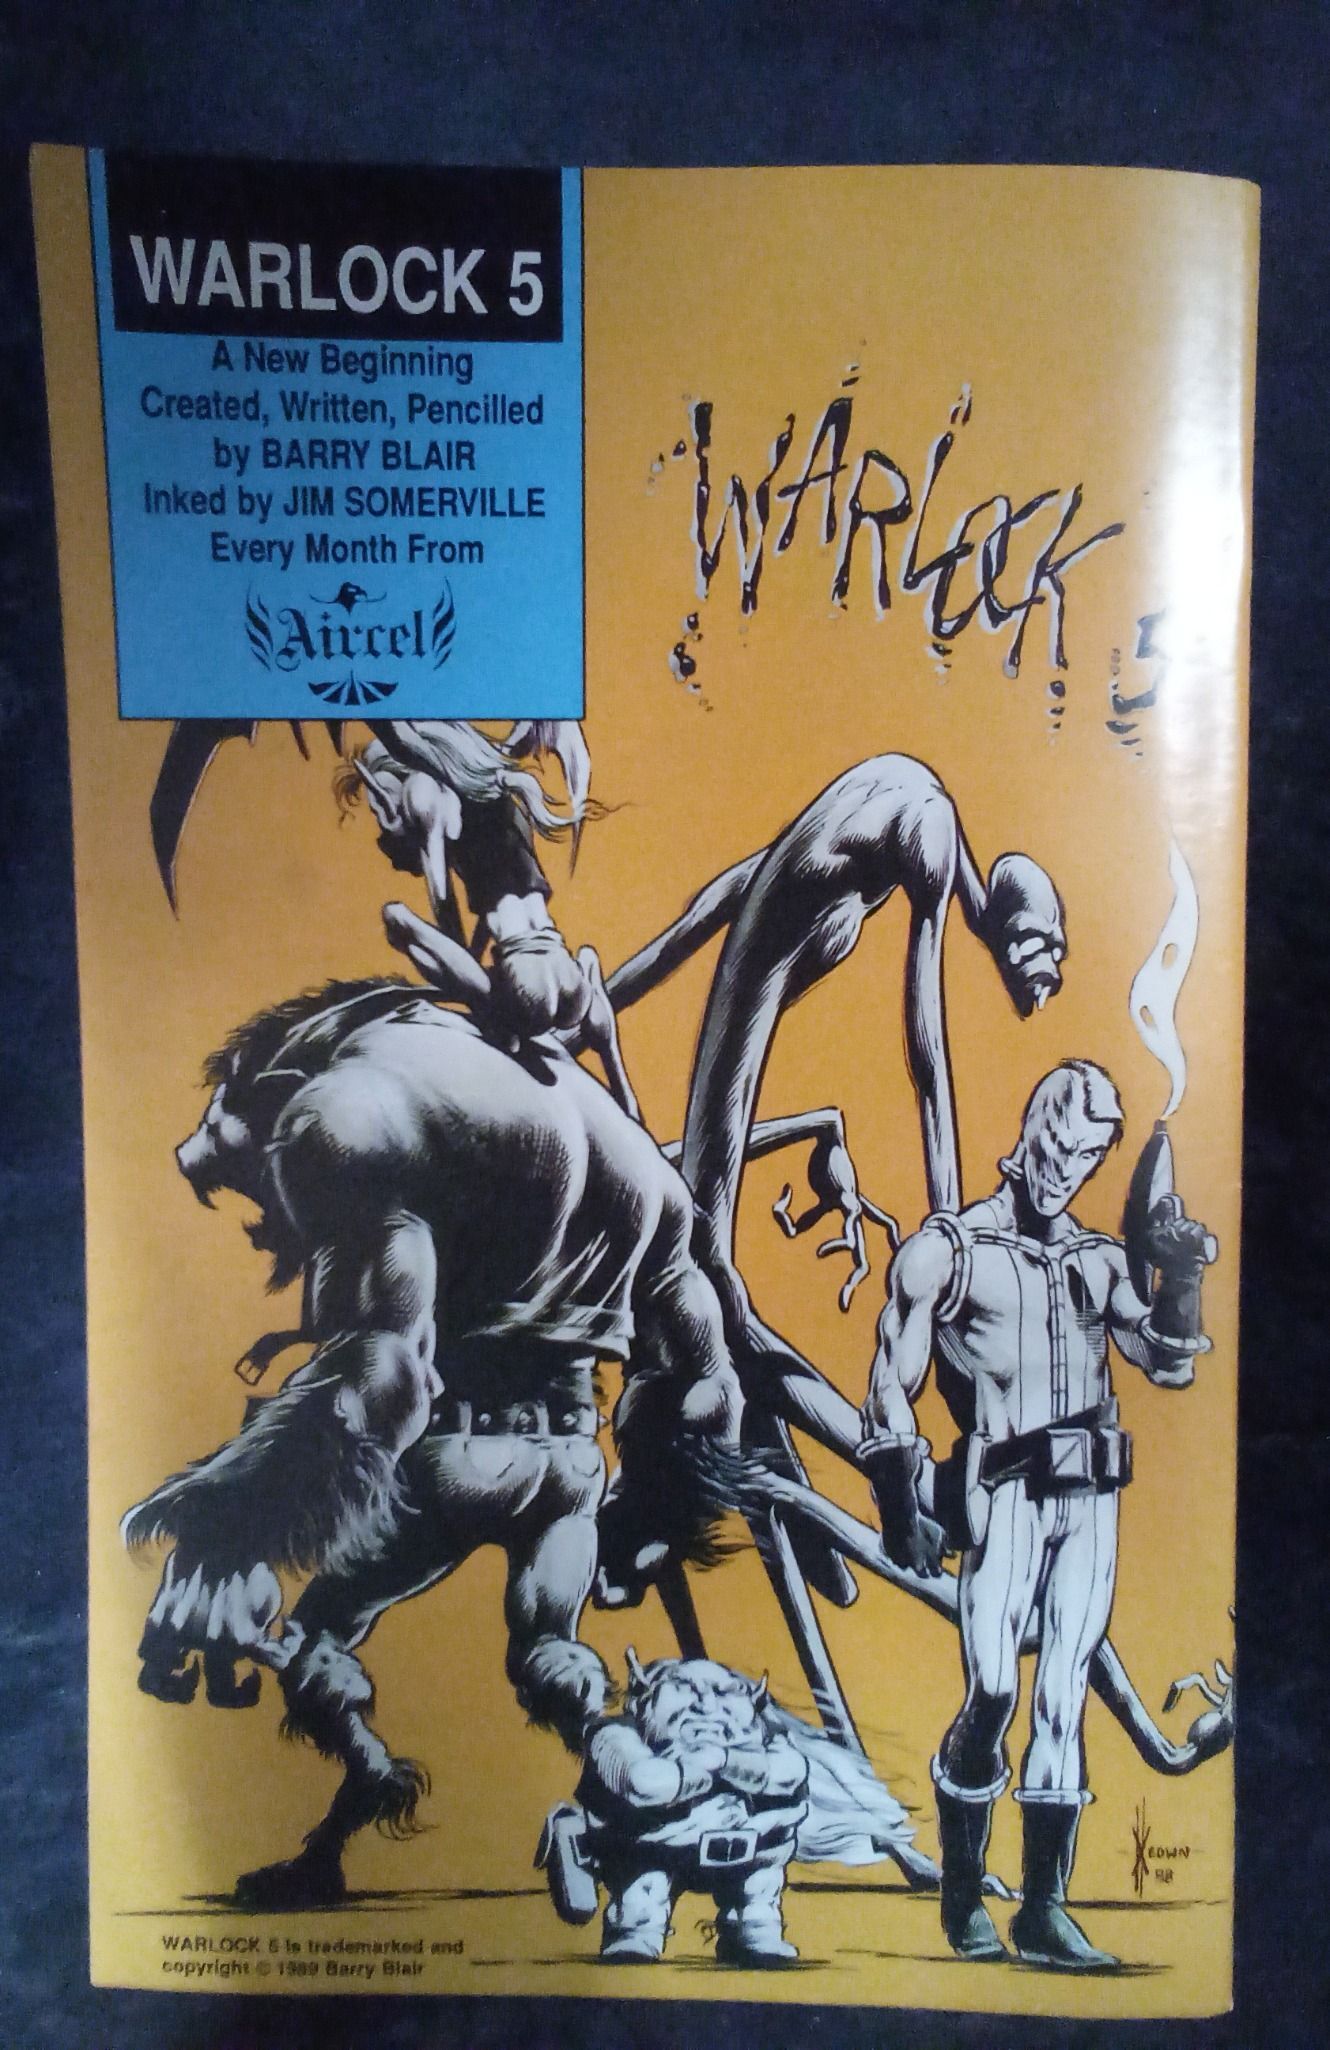 WARLOCK 5
A New Beginning
Created, Written, Pencilled
by BARRY BLAIR
Inked by JIM SOMERVILLE
Every Month From
Aircel
WARLOCK 5
KEOWN
88
WARLOCK 5 is trademarked and
copyright © 1989 Barry Blair